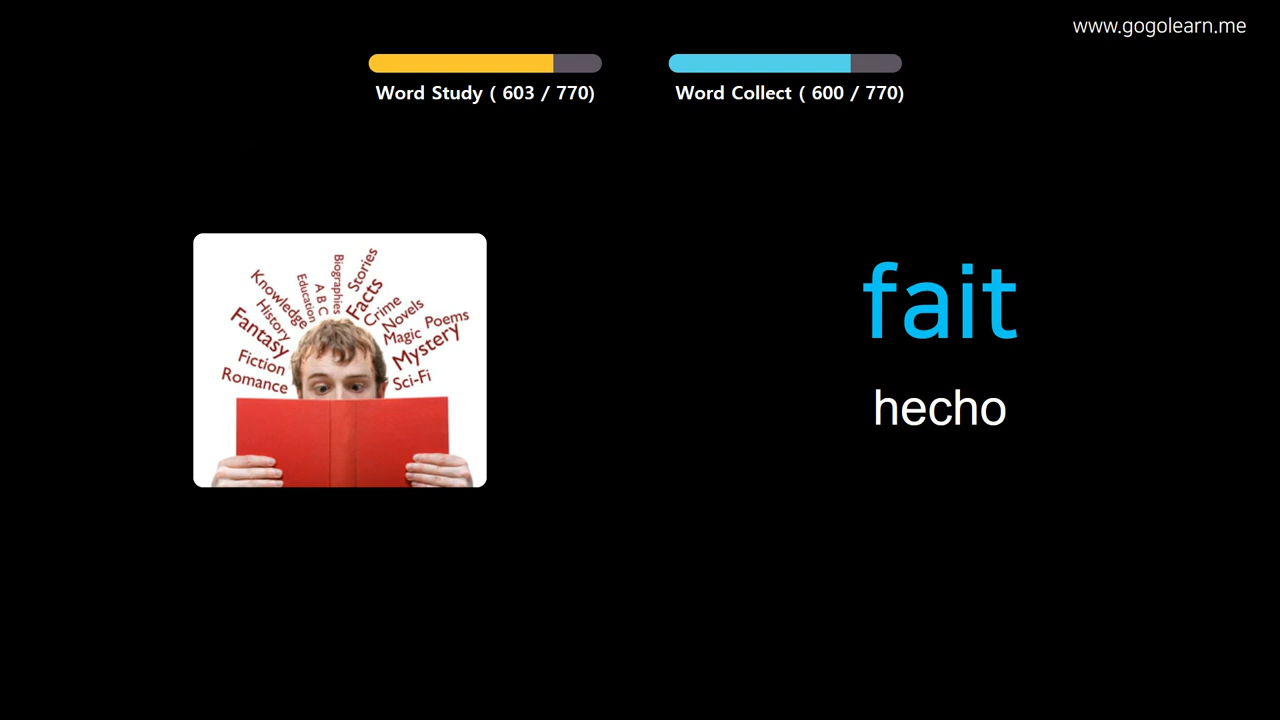 www.gogolearn.me
Word Study ( 603 / 770)
Word Collect ( 600 / 770)
fait
hecho
Knowledge
History
Fantasy
Fiction
Romance
Education
A B C
Biographies
Stories
Facts
Crime
Novels
Magic
Poems
Mystery
Sci-Fi